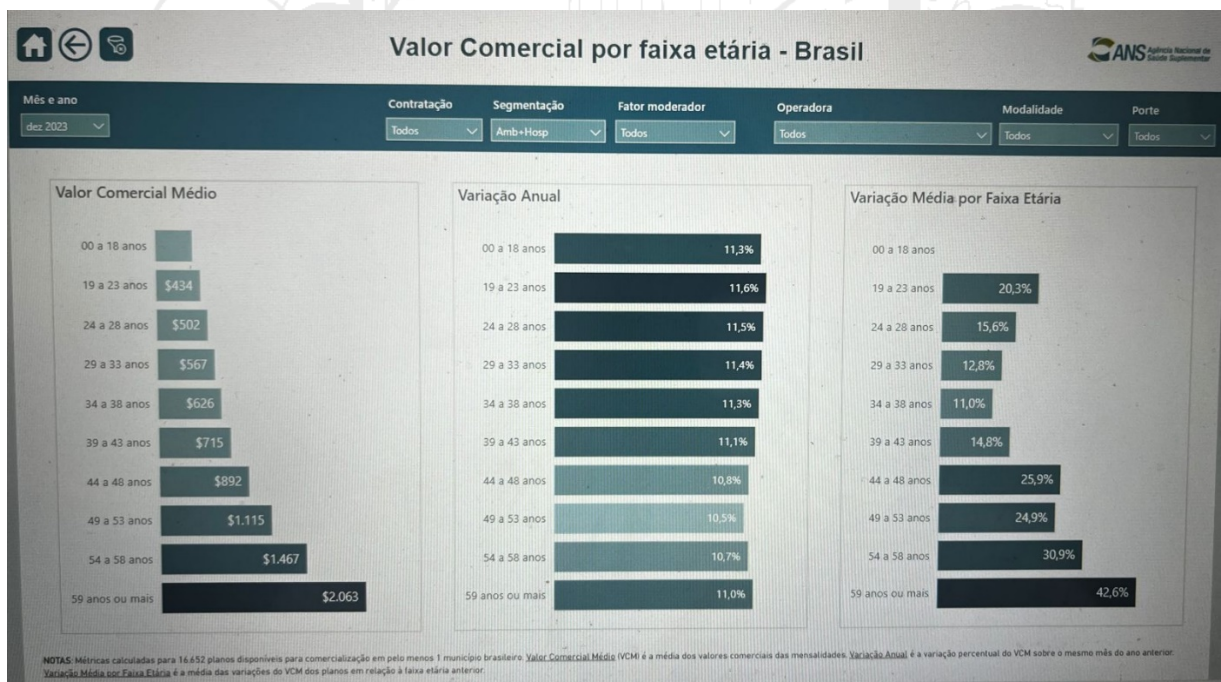 Valor Comercial por faixa etária - Brasil
ANS Agência Nacional de Saúde Suplementar
Mês e ano
dez 2023
Contratação
Todos
Segmentação
Amb+Hosp
Fator moderador
Todos
Operadora
Todos
Modalidade
Todos
Porte
Todos
Valor Comercial Médio
00 a 18 anos
19 a 23 anos $434
24 a 28 anos $502
29 a 33 anos $567
34 a 38 anos $626
39 a 43 anos $715
44 a 48 anos $892
49 a 53 anos $1.115
54 a 58 anos $1.467
59 anos ou mais $2.063
Variação Anual
00 a 18 anos 11,3%
19 a 23 anos 11,6%
24 a 28 anos 11,5%
29 a 33 anos 11,4%
34 a 38 anos 11,3%
39 a 43 anos 11,1%
44 a 48 anos 10,8%
49 a 53 anos 10,5%
54 a 58 anos 10,7%
59 anos ou mais 11,0%
Variação Média por Faixa Etária
00 a 18 anos
19 a 23 anos 20,3%
24 a 28 anos 15,6%
29 a 33 anos 12,8%
34 a 38 anos 11,0%
39 a 43 anos 14,8%
44 a 48 anos 25,9%
49 a 53 anos 24,9%
54 a 58 anos 30,9%
59 anos ou mais 42,6%
NOTAS: Métricas calculadas para 16.652 planos disponíveis para comercialização em pelo menos 1 município brasileiro. Valor Comercial Médio (VCM) é a média dos valores comerciais das mensalidades. Variação Anual é a variação percentual do VCM sobre o mesmo mês do ano anterior.
Variação Média por Faixa Etária é a média das variações do VCM dos planos em relação à faixa etária anterior.